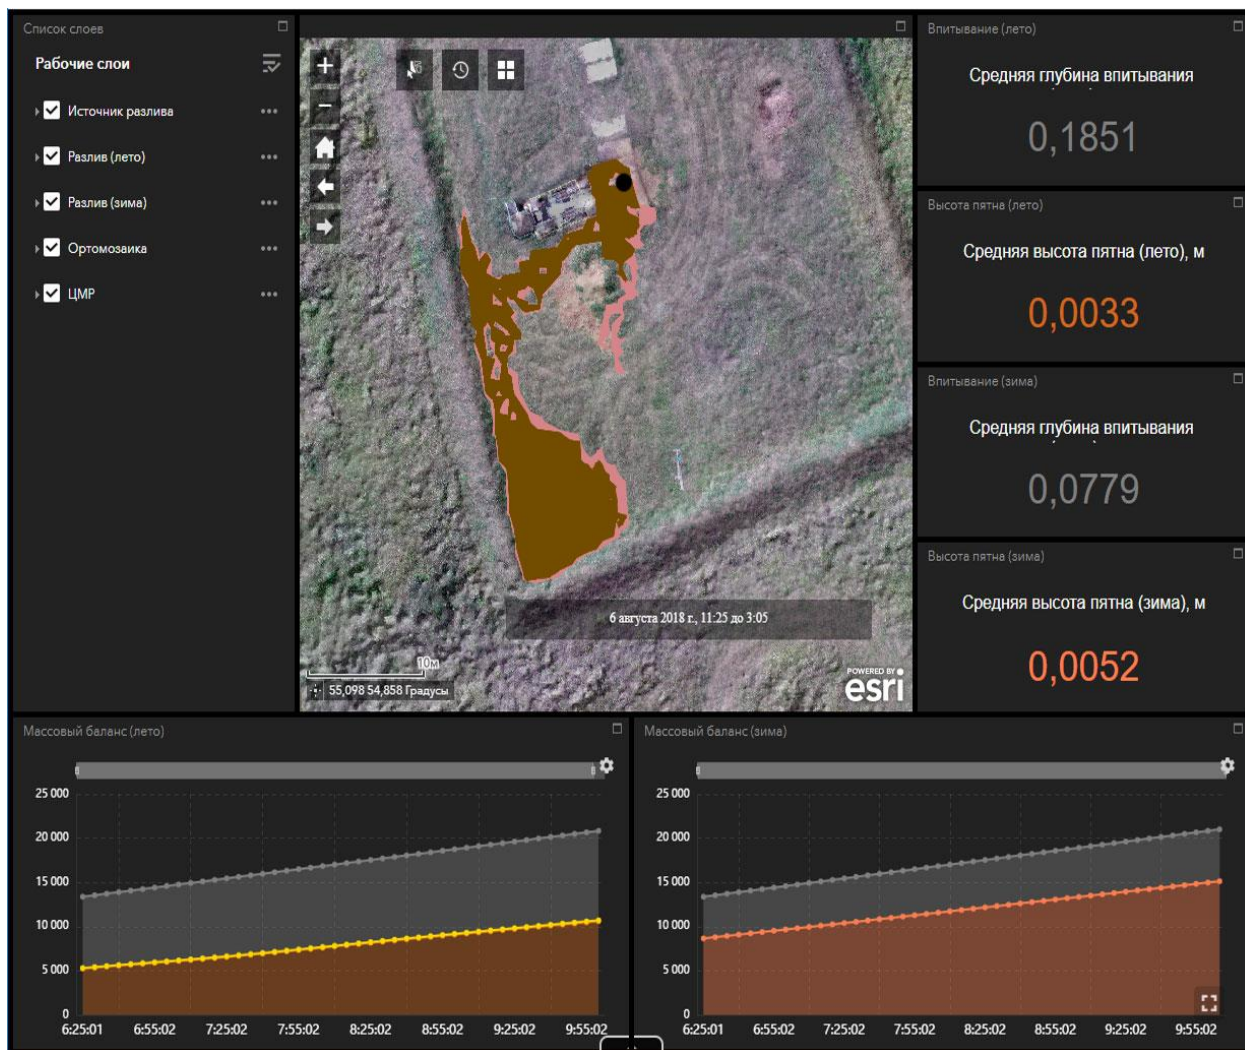 Список слоев
Рабочие слои
Источник разлива
Разлив (лето)
Разлив (зима)
Ортомозаика
ЦМР
6 августа 2018 г., 11:25 до 3:05
10м
55,098 54,858 Градусы
POWERED BY
esri
Впитывание (лето)
Средняя глубина впитывания
0,1851
Высота пятна (лето)
Средняя высота пятна (лето), м
0,0033
Впитывание (зима)
Средняя глубина впитывания
0,0779
Высота пятна (зима)
Средняя высота пятна (зима), м
0,0052
Массовый баланс (лето)
25 000
20 000
15 000
10 000
5 000
0
6:25:01 6:55:02 7:25:02 7:55:02 8:25:02 8:55:02 9:25:02 9:55:02
Массовый баланс (зима)
25 000
20 000
15 000
10 000
5 000
0
6:25:01 6:55:02 7:25:02 7:55:02 8:25:02 8:55:02 9:25:02 9:55:02